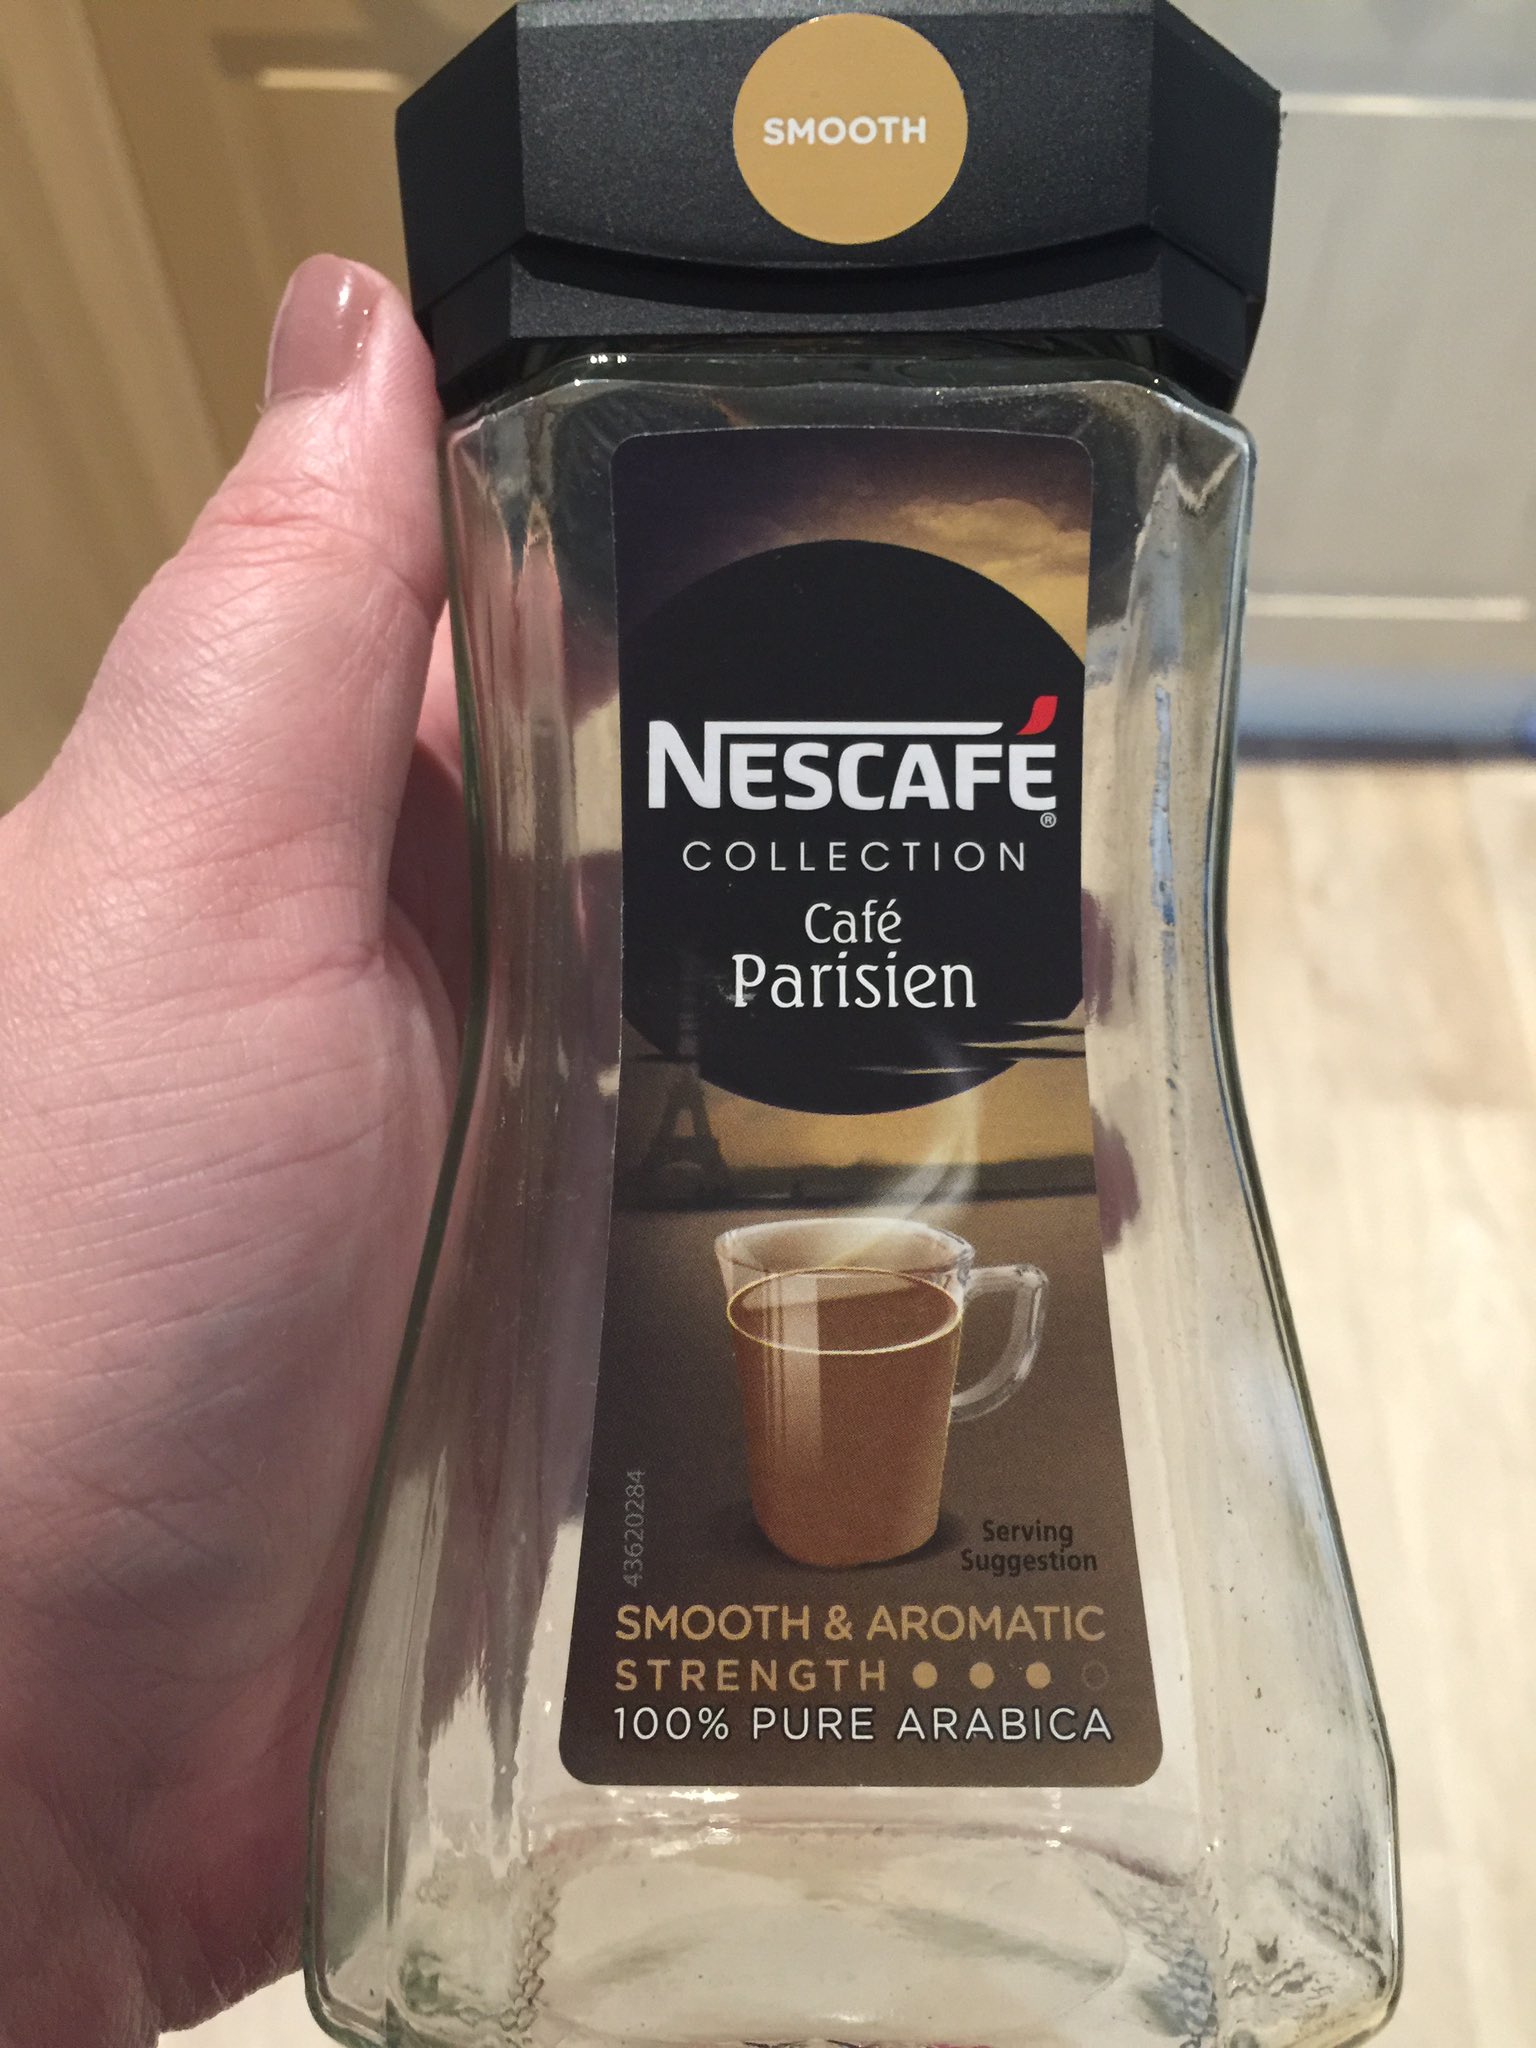 SMOOTH
NESCAFÉ®
COLLECTION
Café
Parisien
43620284
Serving
Suggestion
SMOOTH & AROMATIC
STRENGTH
100% PURE ARABICA